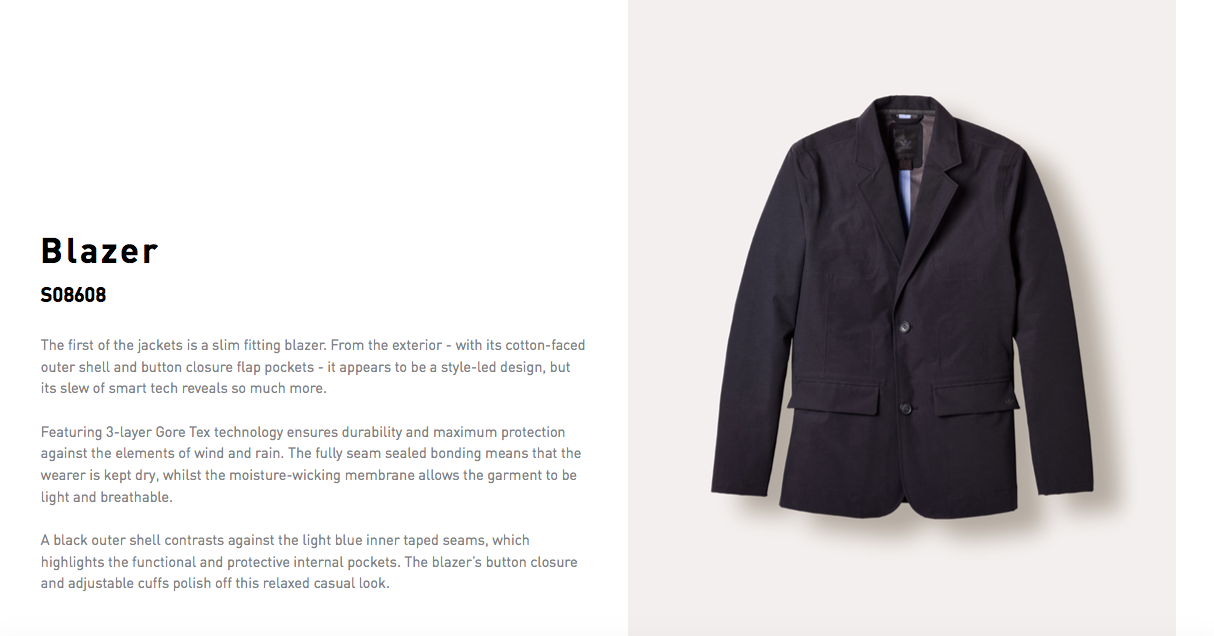 Blazer
S08608
The first of the jackets is a slim fitting blazer. From the exterior - with its cotton-faced
outer shell and button closure flap pockets - it appears to be a style-led design, but
its slew of smart tech reveals so much more.
Featuring 3-layer Gore Tex technology ensures durability and maximum protection
against the elements of wind and rain. The fully seam sealed bonding means that the
wearer is kept dry, whilst the moisture-wicking membrane allows the garment to be
light and breathable.
A black outer shell contrasts against the light blue inner taped seams, which
highlights the functional and protective internal pockets. The blazer’s button closure
and adjustable cuffs polish off this relaxed casual look.